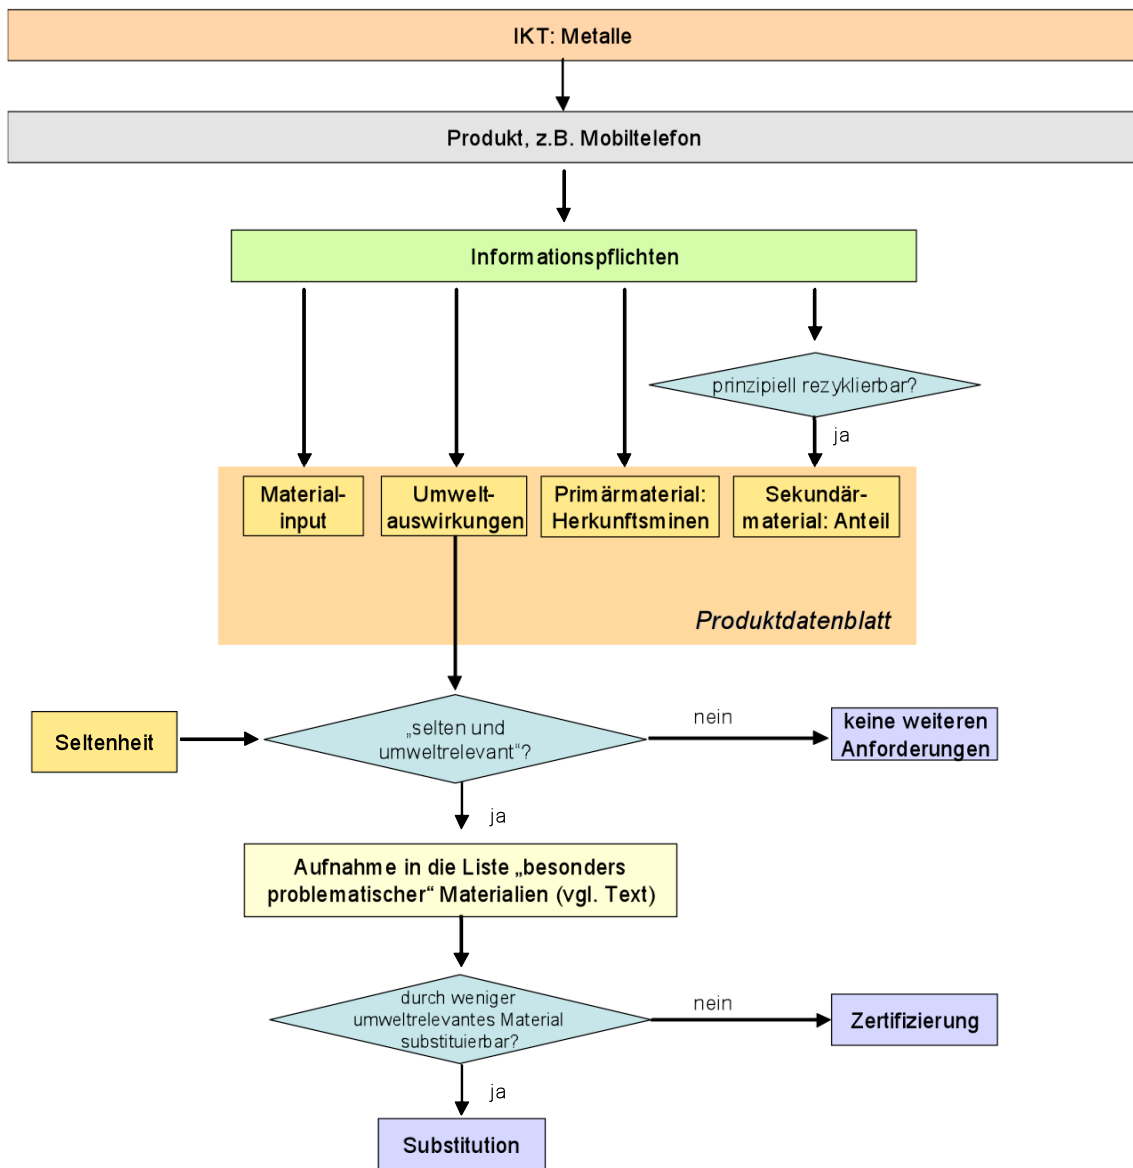 IKT: Metalle
Produkt, z.B. Mobiltelefon
Informationspflichten
prinzipiell rezyklierbar?
ja
Material-
input
Umwelt-
auswirkungen
Primärmaterial:
Herkunftsminen
Sekundär-
material: Anteil
Produktdatenblatt
Seltenheit
„selten und
umweltrelevant“?
nein
keine weiteren
Anforderungen
ja
Aufnahme in die Liste „besonders
problematischer“ Materialien (vgl. Text)
durch weniger
umweltrelevantes Material
substituierbar?
nein
Zertifizierung
ja
Substitution